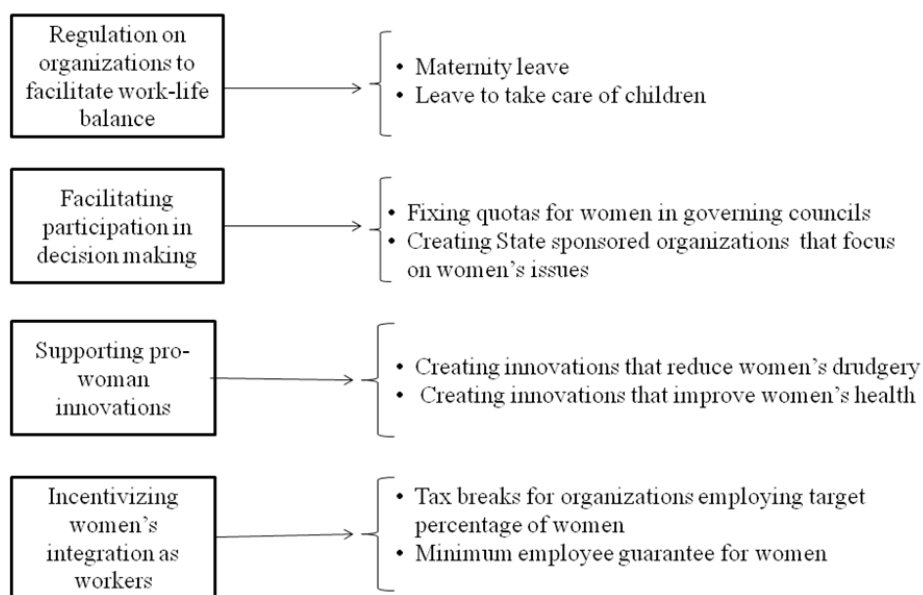 Regulation on
organizations to
facilitate work-life
balance
• Maternity leave
• Leave to take care of children
Facilitating
participation in
decision making
• Fixing quotas for women in governing councils
• Creating State sponsored organizations that focus
on women's issues
Supporting pro-
woman
innovations
• Creating innovations that reduce women's drudgery
• Creating innovations that improve women's health
Incentivizing
women's
integration as
workers
• Tax breaks for organizations employing target
percentage of women
• Minimum employee guarantee for women